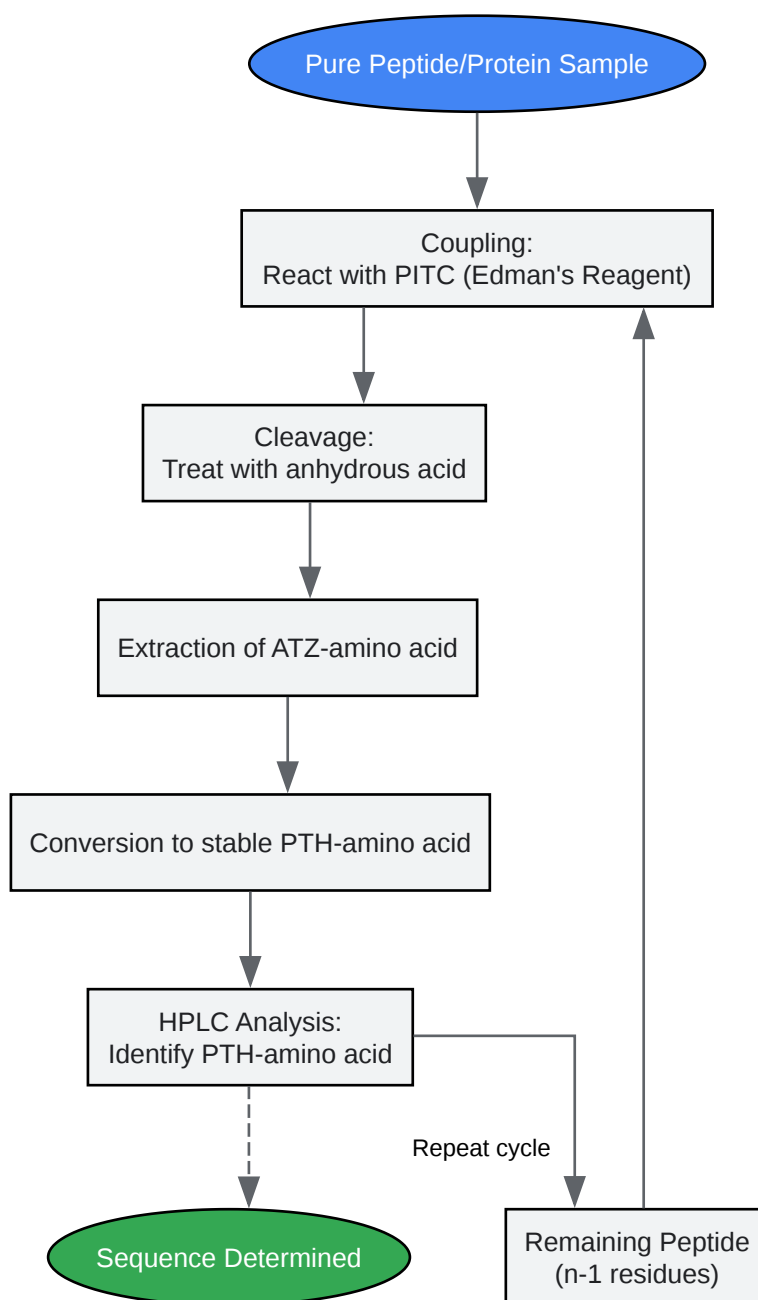 Pure Peptide/Protein Sample
Coupling:
React with PITC (Edman's Reagent)
Cleavage:
Treat with anhydrous acid
Extraction of ATZ-amino acid
Conversion to stable PTH-amino acid
HPLC Analysis:
Identify PTH-amino acid
Repeat cycle
Sequence Determined
Remaining Peptide
(n-1 residues)